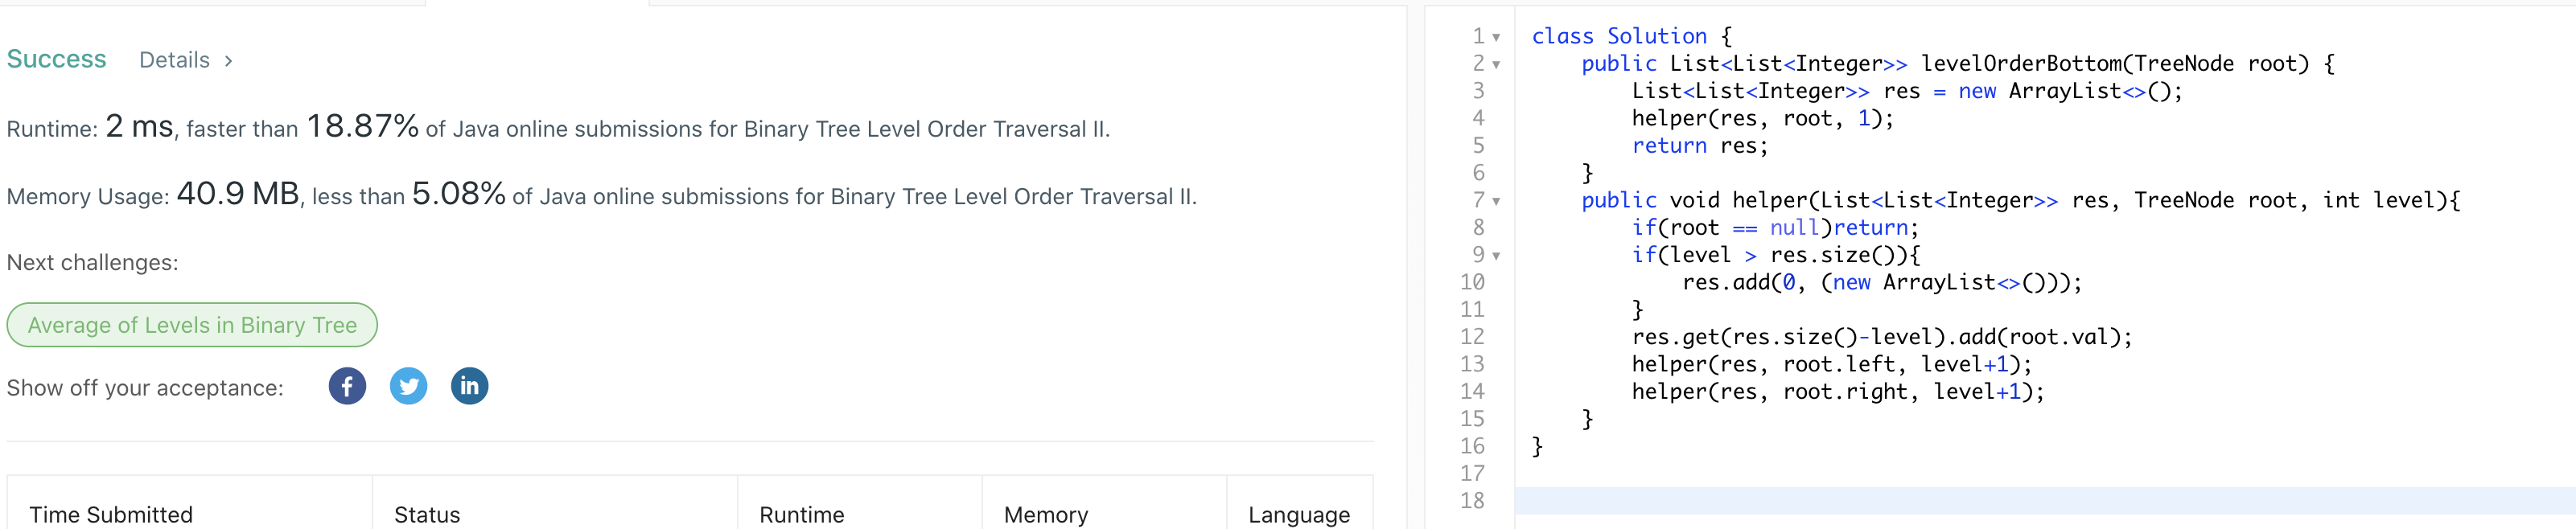 Success Details >
Runtime: 2 ms, faster than 18.87% of Java online submissions for Binary Tree Level Order Traversal II.
Memory Usage: 40.9 MB, less than 5.08% of Java online submissions for Binary Tree Level Order Traversal II.
Next challenges:
Average of Levels in Binary Tree
Show off your acceptance: f in
Time Submitted Status Runtime Memory Language
1 class Solution {
2 public List<List<Integer>> levelOrderBottom(TreeNode root) {
3 List<List<Integer>> res = new ArrayList<>();
4 helper(res, root, 1);
5 return res;
6 }
7 public void helper(List<List<Integer>> res, TreeNode root, int level){
8 if(root == null)return;
9 if(level > res.size()){
10 res.add(0, (new ArrayList<>()));
11 }
12 res.get(res.size()-level).add(root.val);
13 helper(res, root.left, level+1);
14 helper(res, root.right, level+1);
15 }
16 }
17
18